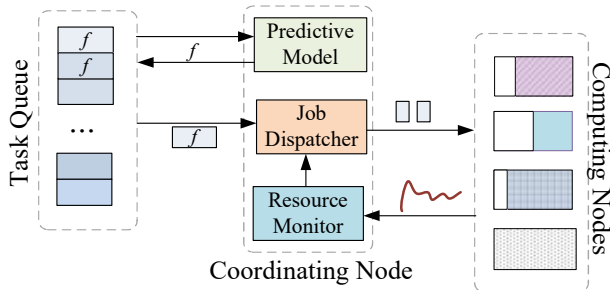 Task Queue
f
f
...
f
f
Predictive
Model
Job
Dispatcher
Resource
Monitor
Coordinating Node
Computing Nodes